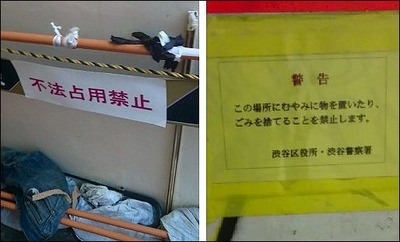 不法占用禁止
警告
この場所にむやみに物を置いたり、
ごみを捨てることを禁止します。
渋谷区役所・渋谷警察署